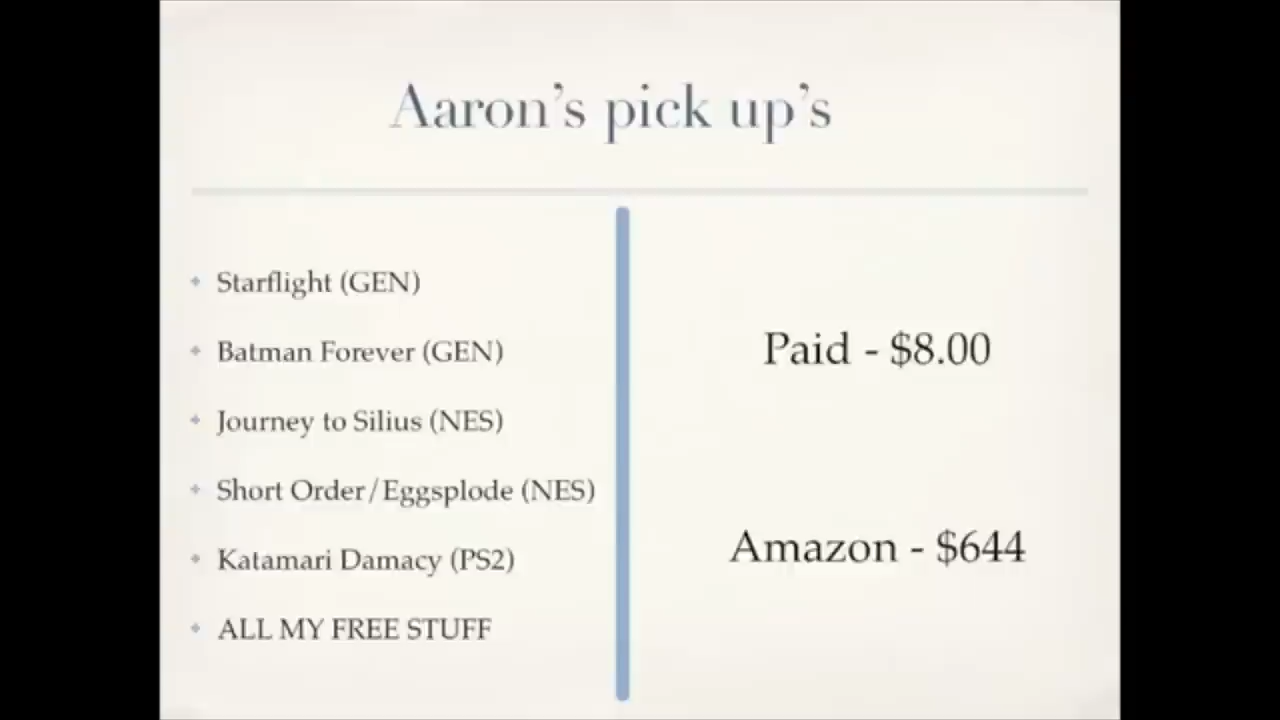 Aaron’s pick up’s
Starflight (GEN)
Batman Forever (GEN)
Journey to Silius (NES)
Short Order/Eggsplode (NES)
Katamari Damacy (PS2)
ALL MY FREE STUFF
Paid - $8.00
Amazon - $644